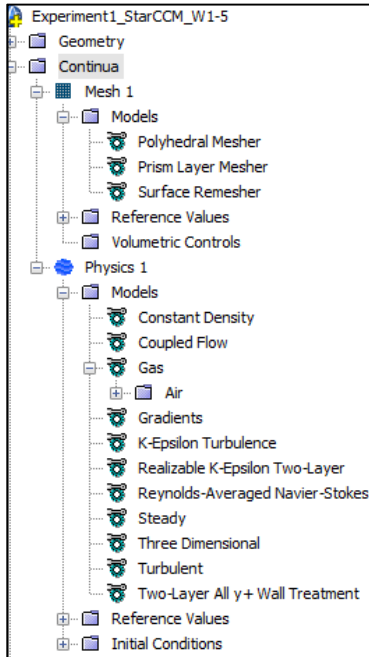 Experiment1_StarCCM_W1-5
Geometry
Continua
Mesh 1
Models
Polyhedral Mesher
Prism Layer Mesher
Surface Remesher
Reference Values
Volumetric Controls
Physics 1
Models
Constant Density
Coupled Flow
Gas
Air
Gradients
K-Epsilon Turbulence
Realizable K-Epsilon Two-Layer
Reynolds-Averaged Navier-Stokes
Steady
Three Dimensional
Turbulent
Two-Layer All y+ Wall Treatment
Reference Values
Initial Conditions